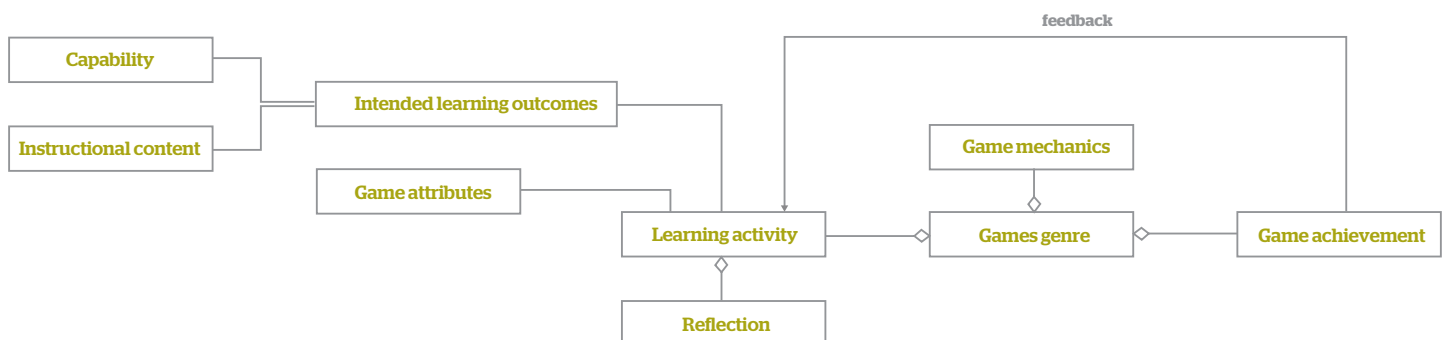 feedback
Capability
Intended learning outcomes
Instructional content
Game mechanics
Game attributes
Learning activity
Games genre
Game achievement
Reflection